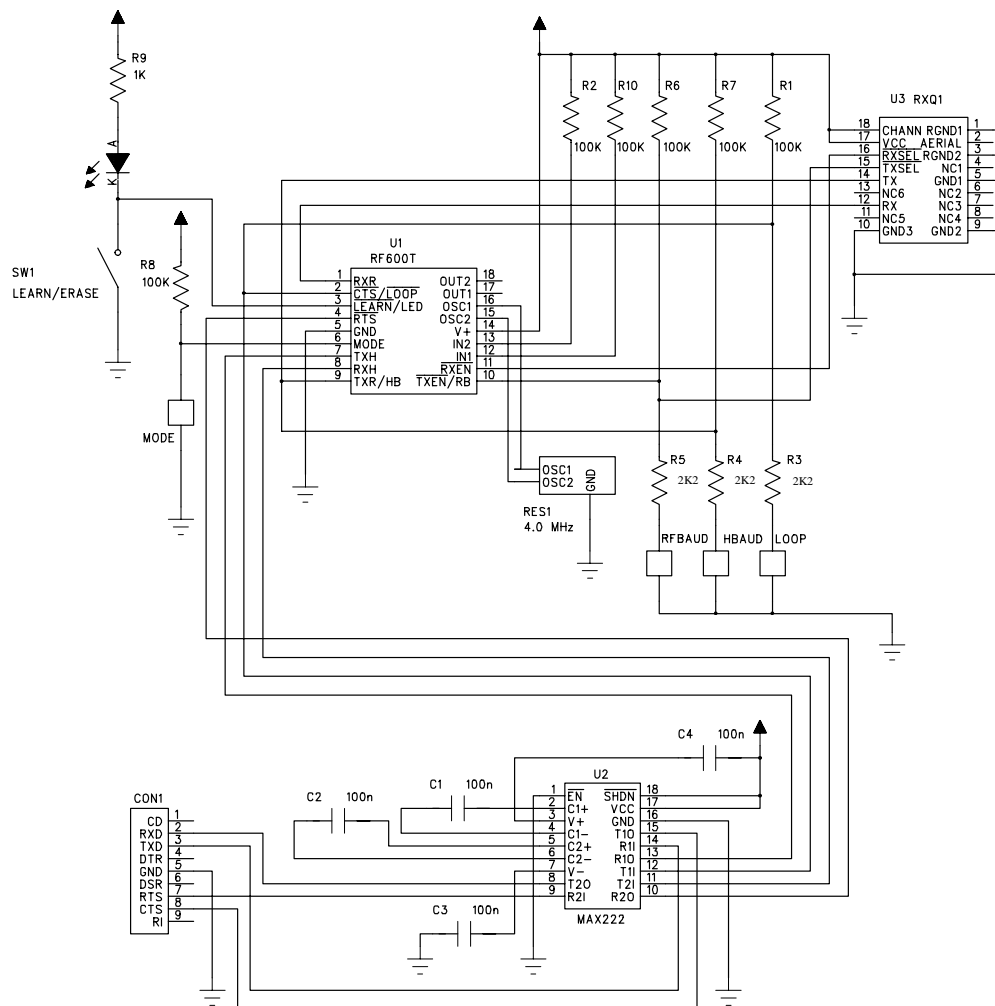 R9
1K
A
K
SW1
LEARN/ERASE
R8
100K
MODE
R2
100K
R10
100K
R6
100K
R7
100K
R1
100K
U3 RXQ1
18 CHANN RGND1 1
17 VCC AERIAL 2
16 RXSEL RGND2 3
15 TXSEL NC1 4
14 TX GND1 5
13 NC6 NC2 6
12 RX NC3 7
11 NC5 NC4 8
10 GND3 GND2 9
U1
RF600T
1 RXR OUT2 18
2 CTS/LOOP OUT1 17
3 LEARN/LED OSC1 16
4 RTS OSC2 15
5 GND V+ 14
6 MODE IN2 13
7 TXH IN1 12
8 RXH RXEN 11
9 TXR/HB TXEN/RB 10
OSC1
OSC2
GND
RES1
4.0 MHz
R5
2K2
R4
2K2
R3
2K2
RFBAUD HBAUD LOOP
C4 100n
C1 100n
C2 100n
C3 100n
U2
1 EN SHDN 18
2 C1+ VCC 17
3 V+ GND 16
4 C1- T1O 15
5 C2+ R1I 14
6 C2- R1O 13
7 V- T1I 12
8 T2O T2I 11
9 R2I R2O 10
MAX222
CON1
CD 1
RXD 2
TXD 3
DTR 4
GND 5
DSR 6
RTS 7
CTS 8
RI 9